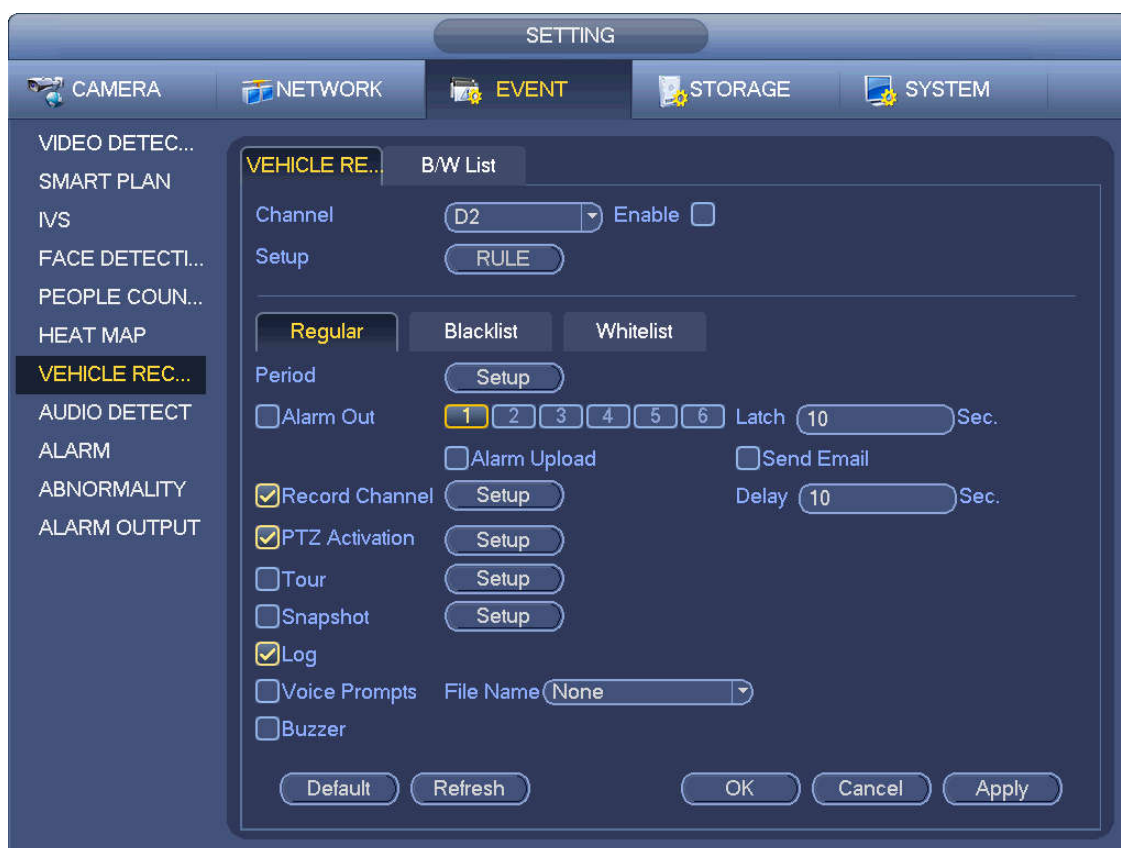 SETTING
CAMERA NETWORK EVENT STORAGE SYSTEM
VIDEO DETEC...
SMART PLAN
IVS
FACE DETECTI...
PEOPLE COUN...
HEAT MAP
VEHICLE REC...
AUDIO DETECT
ALARM
ABNORMALITY
ALARM OUTPUT
VEHICLE RE... B/W List
Channel D2 Enable
Setup RULE
Regular Blacklist Whitelist
Period Setup
Alarm Out 1 2 3 4 5 6 Latch 10 Sec.
Alarm Upload Send Email
Record Channel Setup Delay 10 Sec.
PTZ Activation Setup
Tour Setup
Snapshot Setup
Log
Voice Prompts File Name None
Buzzer
Default Refresh OK Cancel Apply